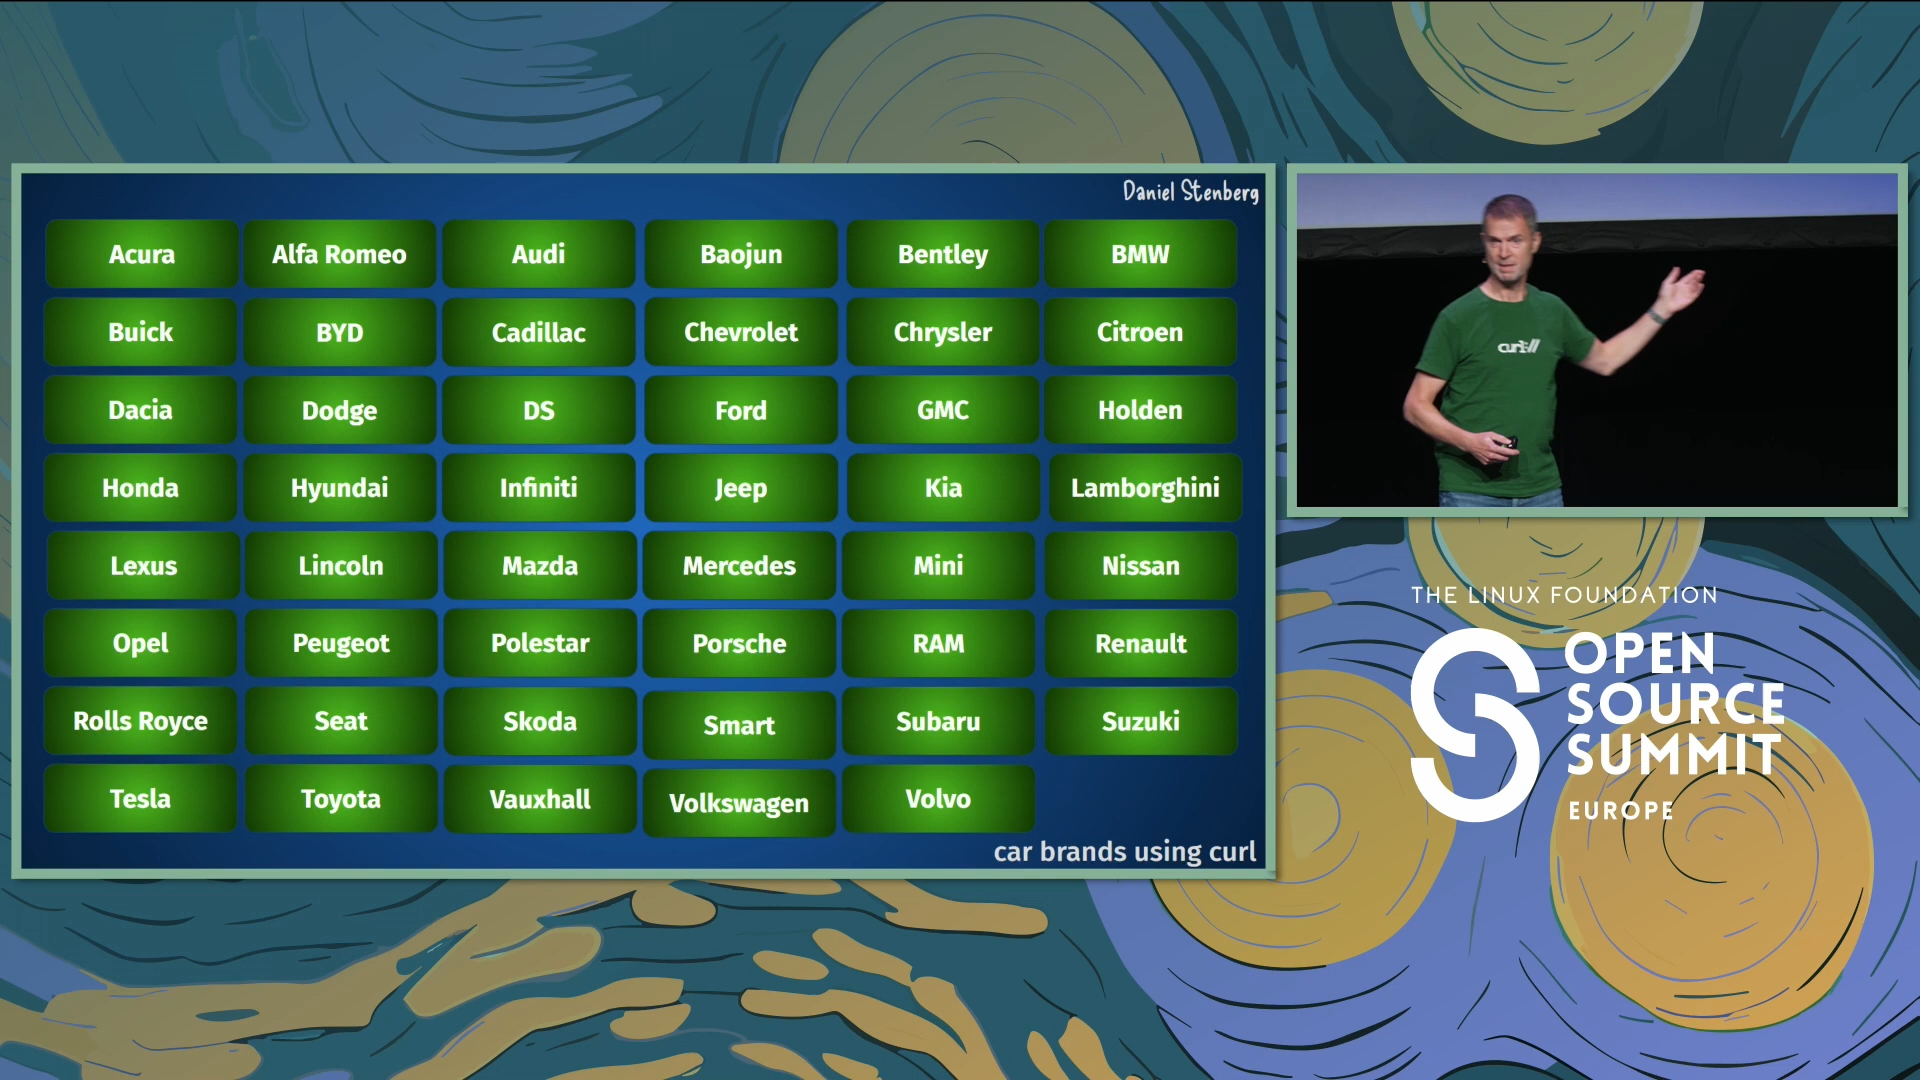 Daniel Stenberg
Acura Alfa Romeo Audi Baojun Bentley BMW
Buick BYD Cadillac Chevrolet Chrysler Citroen
Dacia Dodge DS Ford GMC Holden
Honda Hyundai Infiniti Jeep Kia Lamborghini
Lexus Lincoln Mazda Mercedes Mini Nissan
Opel Peugeot Polestar Porsche RAM Renault
Rolls Royce Seat Skoda Smart Subaru Suzuki
Tesla Toyota Vauxhall Volkswagen Volvo
car brands using curl
curl://
THE LINUX FOUNDATION
OPEN
SOURCE
SUMMIT
EUROPE